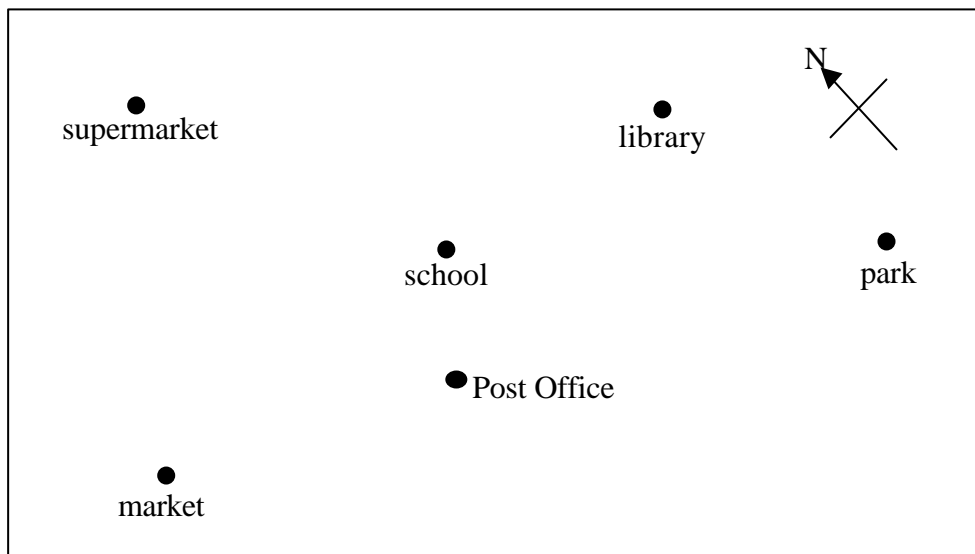 N
supermarket
library
school
park
Post Office
market